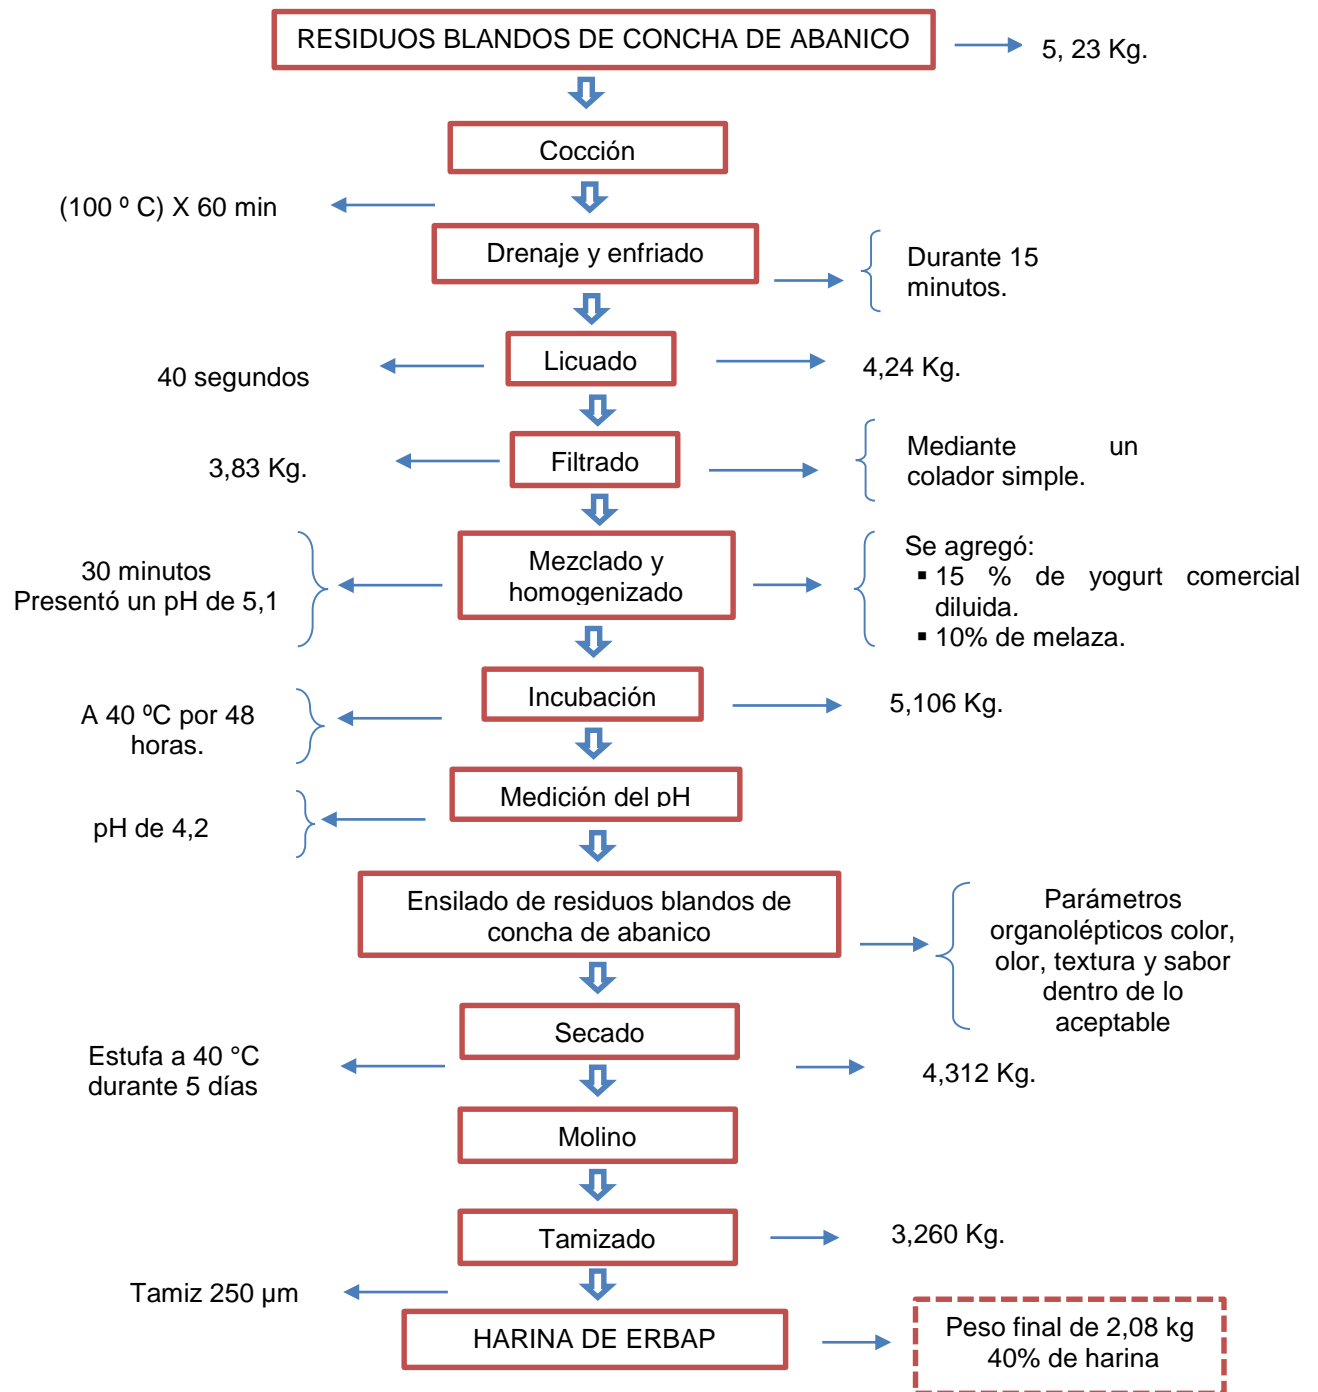 RESIDUOS BLANDOS DE CONCHA DE ABANICO
5, 23 Kg.
Cocción
(100 º C) X 60 min
Drenaje y enfriado
Durante 15
minutos.
Licuado
40 segundos
4,24 Kg.
Filtrado
3,83 Kg.
Mediante un
colador simple.
Mezclado y
homogenizado
30 minutos
Presentó un pH de 5,1
Se agregó:
▪ 15 % de yogurt comercial
diluida.
▪ 10% de melaza.
Incubación
5,106 Kg.
A 40 ºC por 48
horas.
Medición del pH
pH de 4,2
Ensilado de residuos blandos de
concha de abanico
Parámetros
organolépticos color,
olor, textura y sabor
dentro de lo
aceptable
Secado
Estufa a 40 °C
durante 5 días
4,312 Kg.
Molino
Tamizado
3,260 Kg.
Tamiz 250 µm
HARINA DE ERBAP
Peso final de 2,08 kg
40% de harina